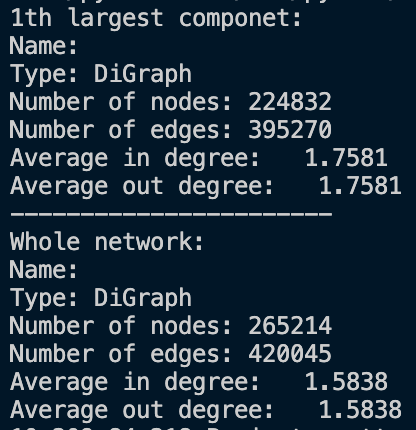 1th largest componet:
Name:
Type: DiGraph
Number of nodes: 224832
Number of edges: 395270
Average in degree:   1.7581
Average out degree:   1.7581
-----------------------
Whole network:
Name:
Type: DiGraph
Number of nodes: 265214
Number of edges: 420045
Average in degree:   1.5838
Average out degree:   1.5838